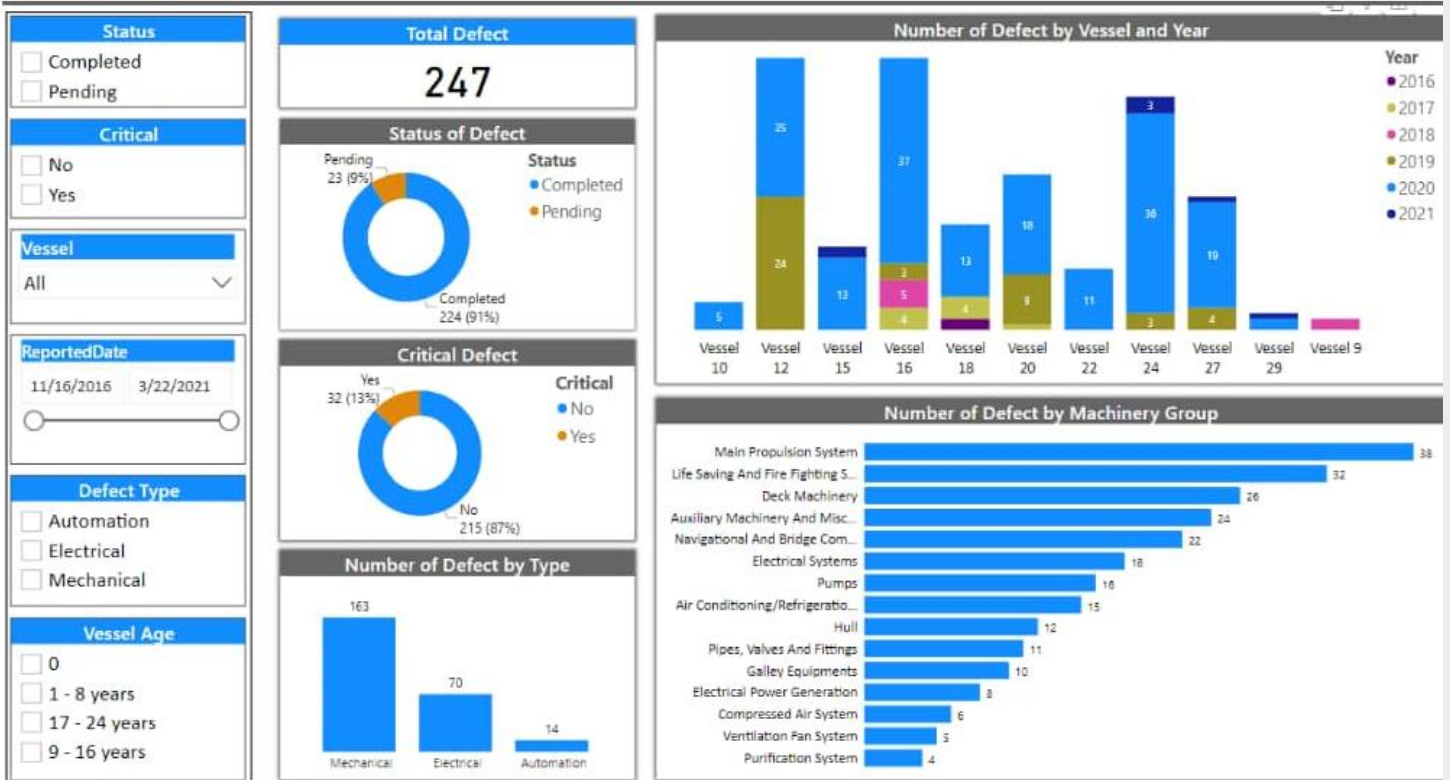 Status
Completed
Pending
Critical
No
Yes
Vessel
All
ReportedDate
11/16/2016 3/22/2021
Defect Type
Automation
Electrical
Mechanical
Vessel Age
0
1 - 8 years
17 - 24 years
9 - 16 years
Total Defect
247
Status of Defect
Pending
23 (9%)
Completed
224 (91%)
Status
Completed
Pending
Critical Defect
Yes
32 (13%)
No
215 (87%)
Critical
No
Yes
Number of Defect by Type
163
70
14
Mechanical Electrical Automation
Number of Defect by Vessel and Year
Year
2016
2017
2018
2019
2020
2021
5
25
24
13
37
3
5
4
13
4
18
9
11
3
36
3
19
4
Vessel Vessel Vessel Vessel Vessel Vessel Vessel Vessel Vessel Vessel Vessel 9
10 12 15 16 18 20 22 24 27 29
Number of Defect by Machinery Group
Main Propulsion System 38
Life Saving And Fire Fighting S... 32
Deck Machinery 26
Auxiliary Machinery And Misc... 24
Navigational And Bridge Com... 22
Electrical Systems 18
Pumps 16
Air Conditioning/Refrigeratio... 15
Hull 12
Pipes, Valves And Fittings 11
Galley Equipments 10
Electrical Power Generation 8
Compressed Air System 6
Ventilation Fan System 5
Purification System 4